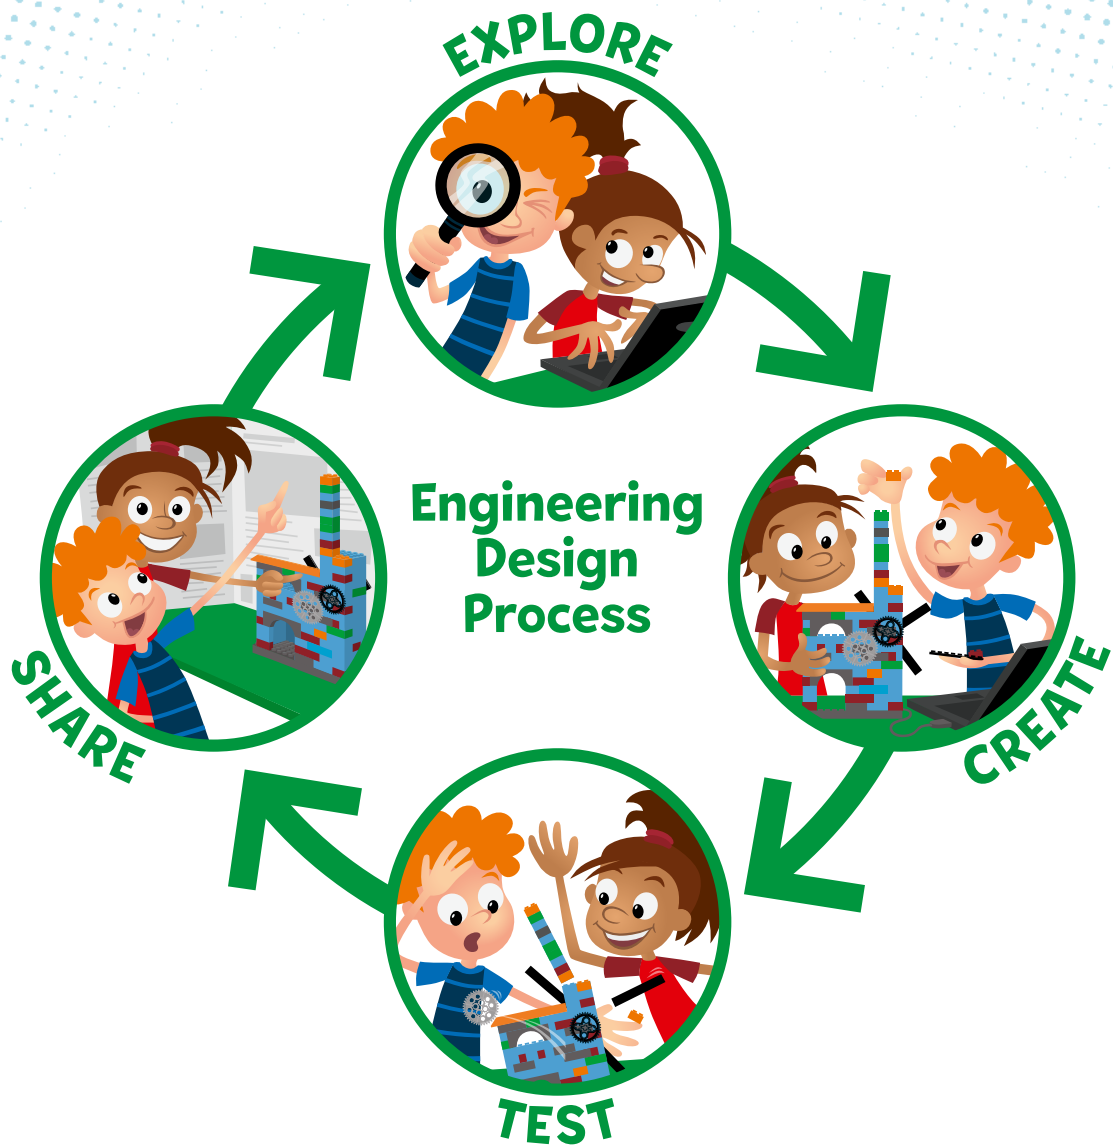 EXPLORE
Engineering
Design
Process
CREATE
TEST
SHARE